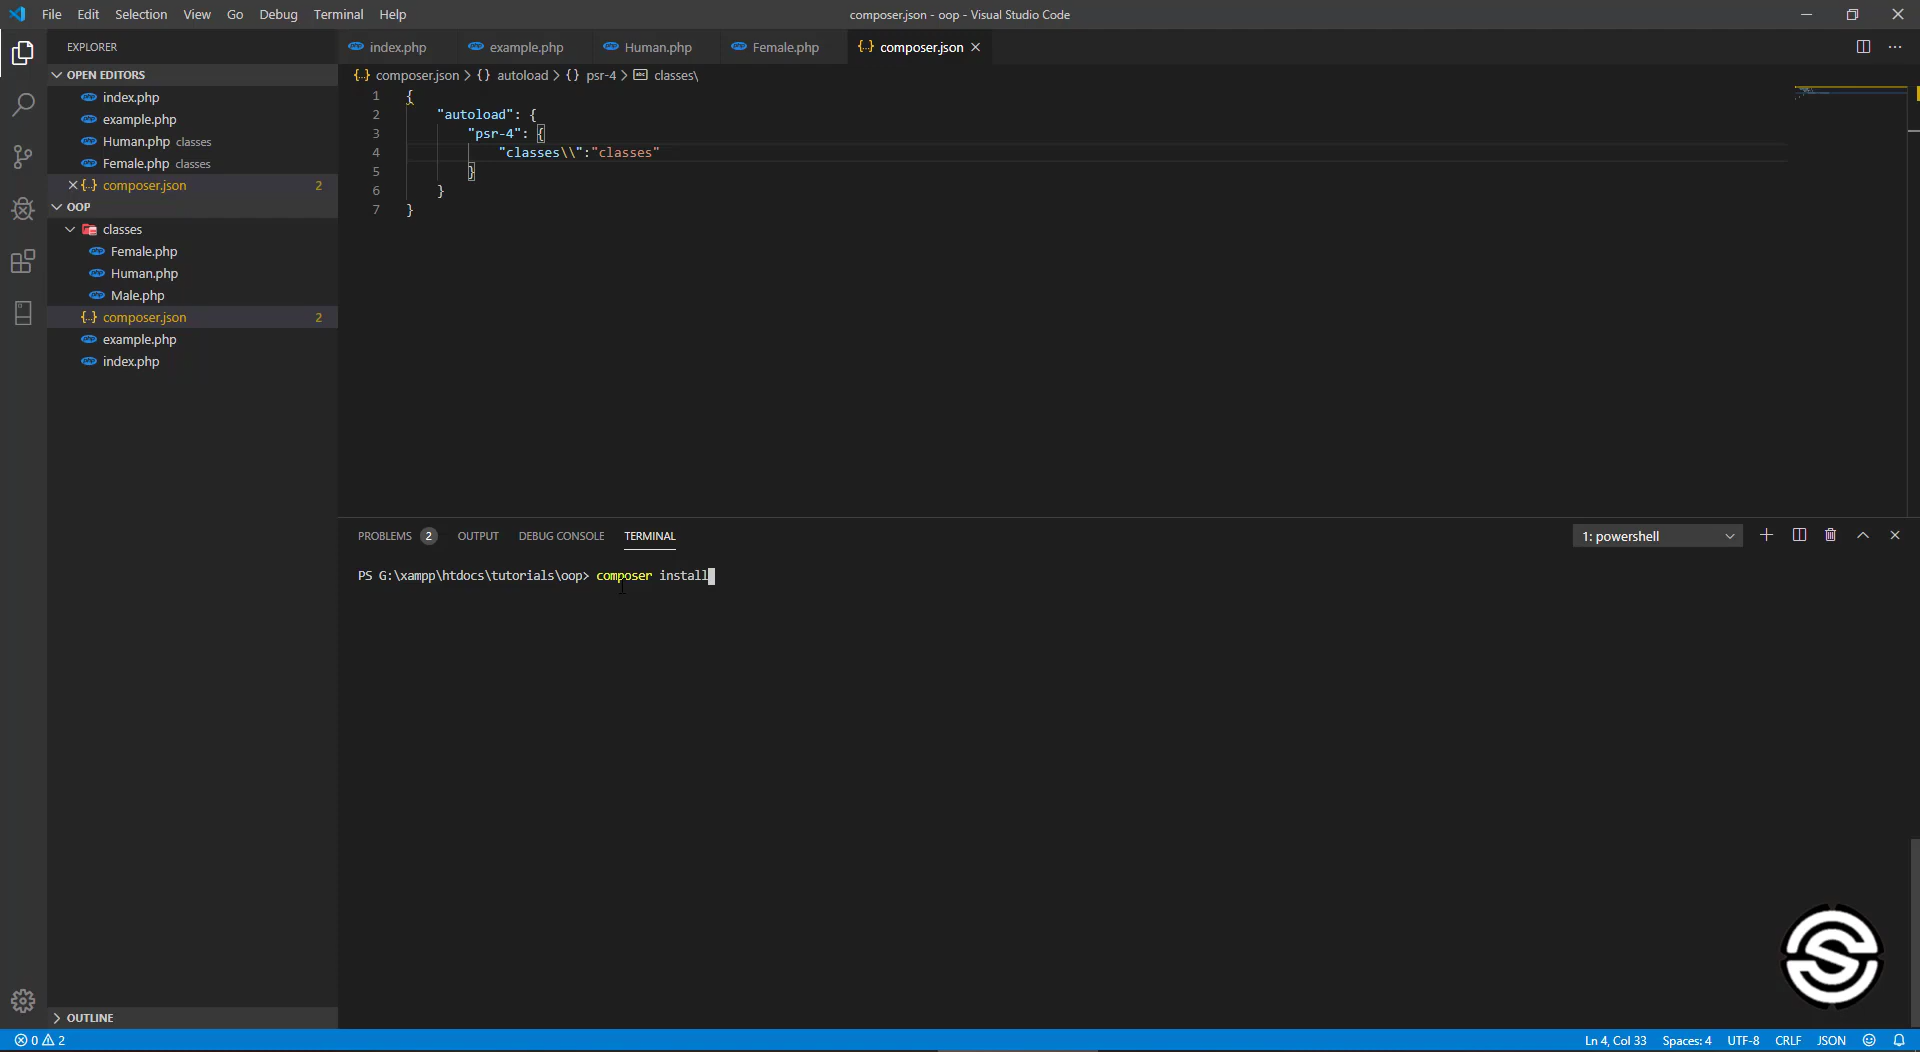 File Edit Selection View Go Debug Terminal Help
composer.json - oop - Visual Studio Code
EXPLORER
OPEN EDITORS
index.php
example.php
Human.php classes
Female.php classes
composer.json 2
OOP
classes
Female.php
Human.php
Male.php
composer.json 2
example.php
index.php
OUTLINE
index.php example.php Human.php Female.php composer.json
composer.json > {} autoload > {} psr-4 > classes\
1 {
2 "autoload": {
3 "psr-4": {
4 "classes\\":"classes"
5 }
6 }
7 }
PROBLEMS 2 OUTPUT DEBUG CONSOLE TERMINAL
1: powershell
PS G:\xampp\htdocs\tutorials\oop> composer install
0 2
Ln 4, Col 33 Spaces: 4 UTF-8 CRLF JSON